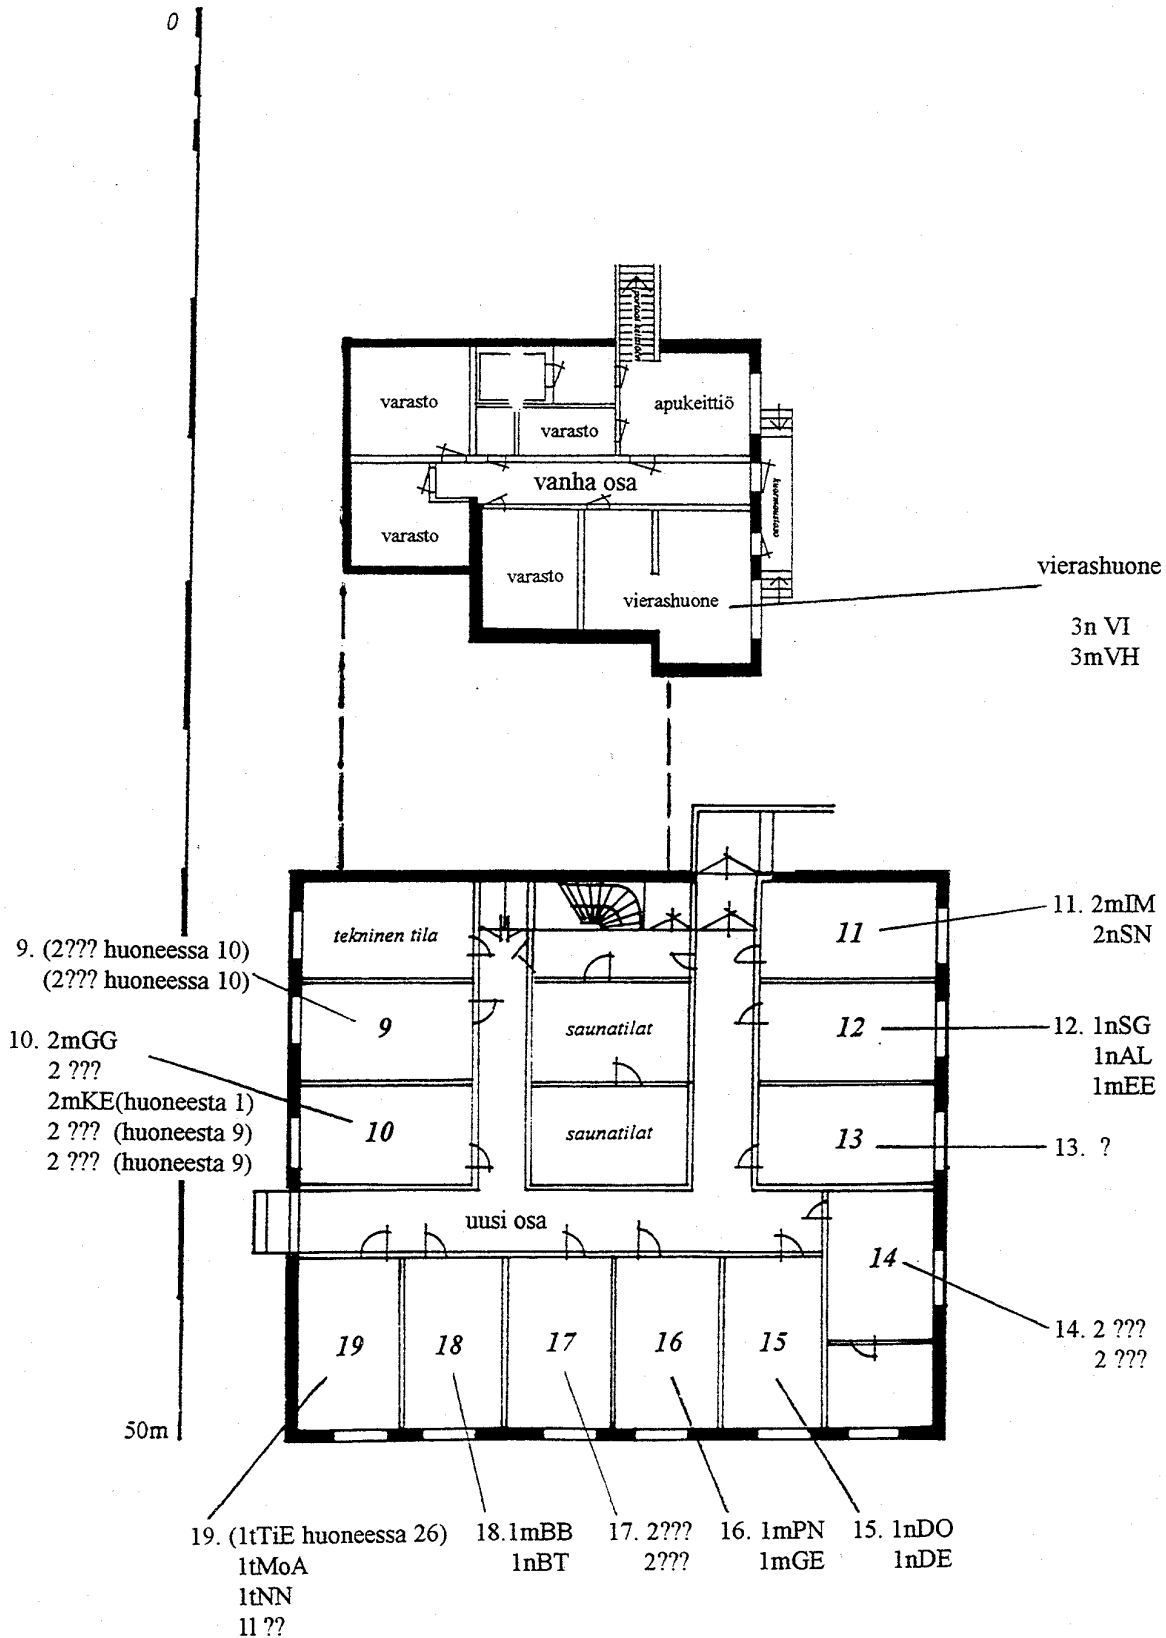 0
portaat keittiöön
varasto
apukeittiö
varasto
vanha osa
kuormauslava
varasto
varasto
vierashuone
vierashuone
3n VI
3mVH
tekninen tila
11
11. 2mIM
2nSN
9. (2??? huoneessa 10)
(2??? huoneessa 10)
9
saunatilat
12
12. 1nSG
1nAL
1mEE
10. 2mGG
2 ???
2mKE(huoneesta 1)
2 ??? (huoneesta 9)
2 ??? (huoneesta 9)
10
saunatilat
13
13. ?
uusi osa
14
14. 2 ???
2 ???
19
18
17
16
15
50m
19. (1tTiE huoneessa 26)
1tMoA
1tNN
1l ??
18.1mBB
1nBT
17. 2???
2???
16. 1mPN
1mGE
15. 1nDO
1nDE